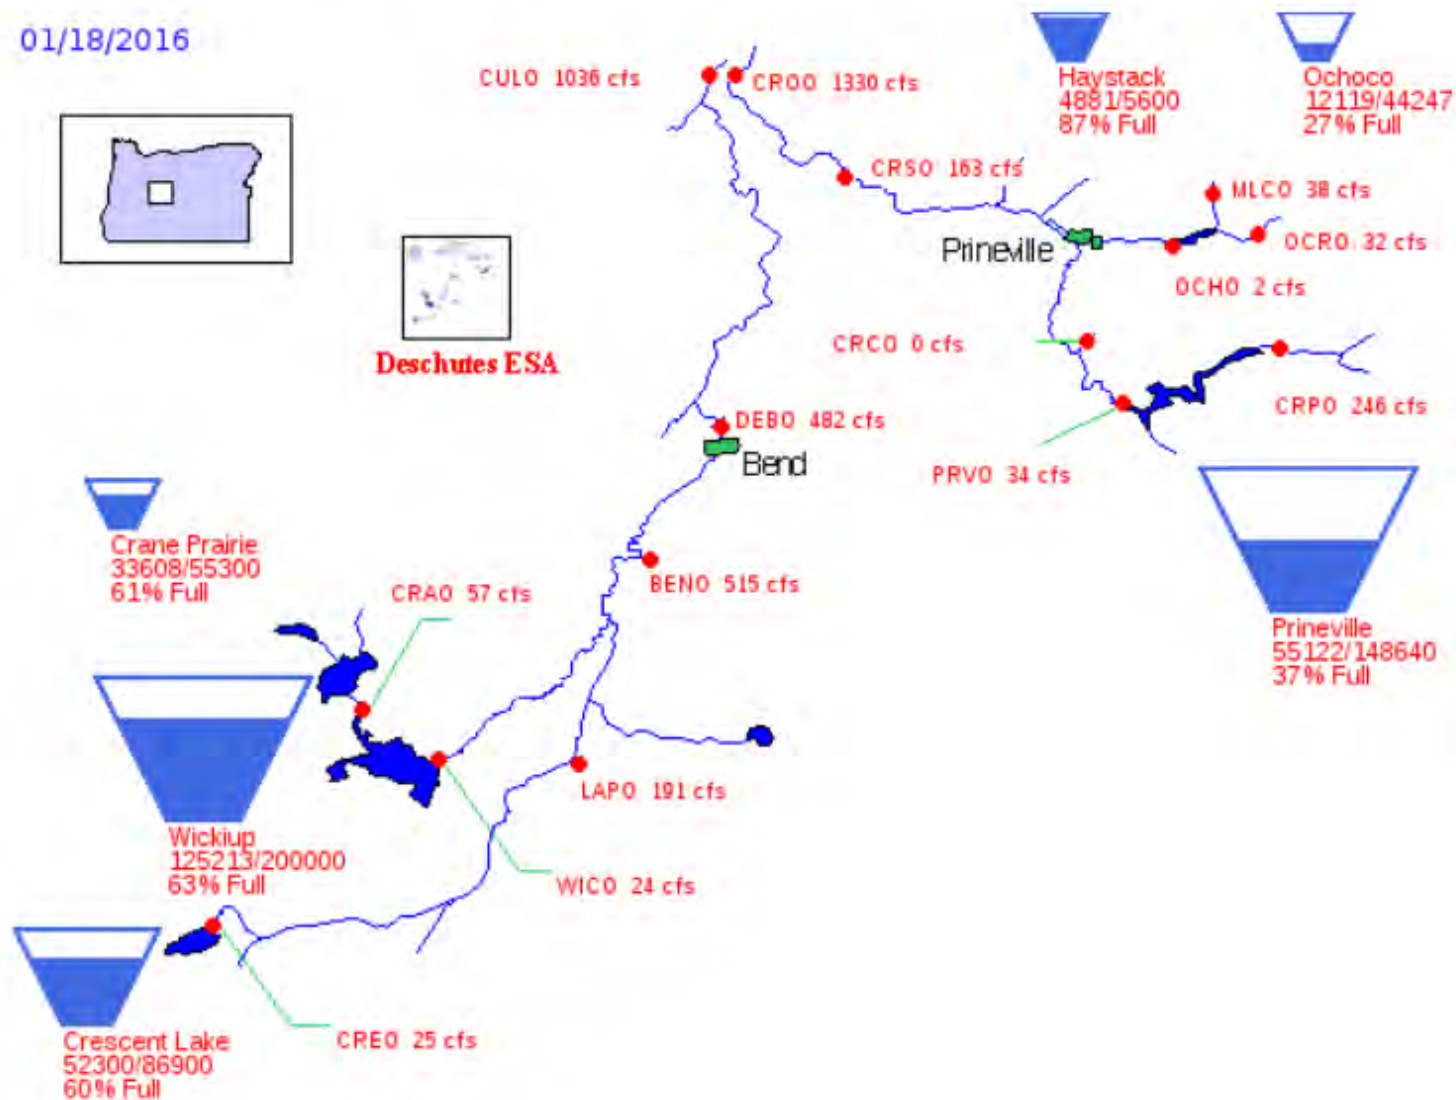 01/18/2016
CULO 1036 cfs
CROO 1330 cfs
Haystack
4881/5600
87% Full
Ochoco
12119/44247
27% Full
CRSO 163 cfs
MLCO 38 cfs
Prineville
OCRO 32 cfs
OCHO 2 cfs
Deschutes ESA
CRCO 0 cfs
CRPO 246 cfs
DEBO 482 cfs
Bend
PRVO 34 cfs
Crane Prairie
33608/55300
61% Full
CRAO 57 cfs
BENO 515 cfs
Prineville
55122/148640
37% Full
LAPO 191 cfs
Wickiup
125213/200000
63% Full
WICO 24 cfs
Crescent Lake
52300/86900
60% Full
CREO 25 cfs